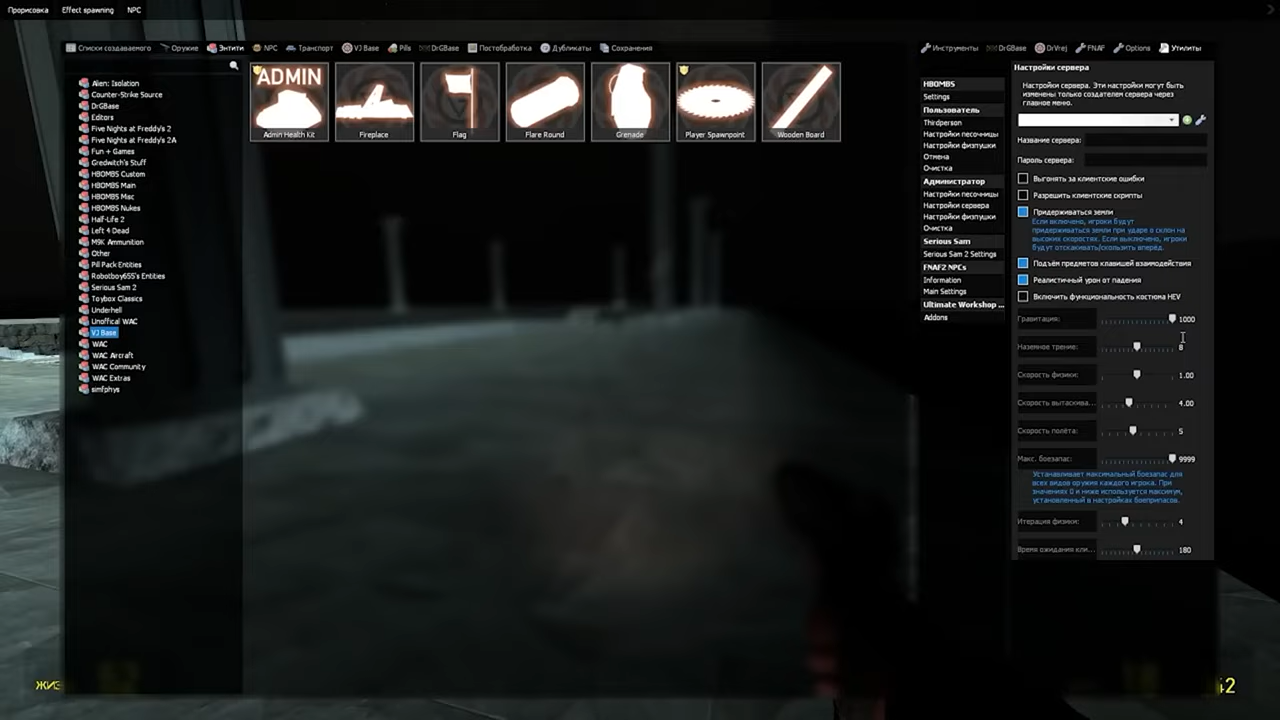 Прорисовка Effect spawning NPC
Списки создаваемого Оружие Энтити NPC Транспорт VJ Base Pills DrGBase Постобработка Дубликаты Сохранения
Инструменты DrGBase DrVrej FNAF Options Утилиты
Alien: Isolation
Counter-Strike Source
DrGBase
Editors
Five Nights at Freddy's 2
Five Nights at Freddy's 2A
Fun + Games
Gredwitch's Stuff
HBOMBS Custom
HBOMBS Main
HBOMBS Misc
HBOMBS Nukes
Half-Life 2
Left 4 Dead
M9K Ammunition
Other
Pill Pack Entities
Robotboy655's Entities
Serious Sam 2
Toybox Classics
Underhell
Unoffical WAC
VJ Base
WAC
WAC Aircraft
WAC Community
WAC Extras
simfphys
ADMIN
Admin Health Kit
Fireplace
Flag
Flare Round
Grenade
Player Spawnpoint
Wooden Board
HBOMBS
Settings
Пользователь
Thirdperson
Настройки песочницы
Настройки физпушки
Отмена
Очистка
Администратор
Настройки песочницы
Настройки сервера
Настройки физпушки
Очистка
Serious Sam
Serious Sam 2 Settings
FNAF2 NPCs
Information
Main Settings
Ultimate Workshop ...
Addons
Настройки сервера
Настройки сервера. Эти настройки могут быть
изменены только создателем сервера через
главное меню.
Название сервера:
Пароль сервера:
Выгонять за клиентские ошибки
Разрешить клиентские скрипты
Придерживаться земли
Если включено, игроки будут
придерживаться земли при ударе в склон на
высоких скоростях. Если выключено, игроки
будут отскакивать/скользить вперёд.
Подъём предметов клавишей взаимодействия
Реалистичный урон от падения
Включить функциональность костюма HEV
Гравитация: 1000
Наземное трение: 8
Скорость физики: 1.00
Скорость вытаскива... 4.00
Скорость полёта: 5
Макс. боезапас: 9999
Устанавливает максимальный боезапас для
всех видов оружия каждого игрока. При
значениях 0 и ниже используется максимум,
установленный в настройках боеприпасов.
Итерация физики: 4
Время ожидания кли... 180
ЖИЗ
42